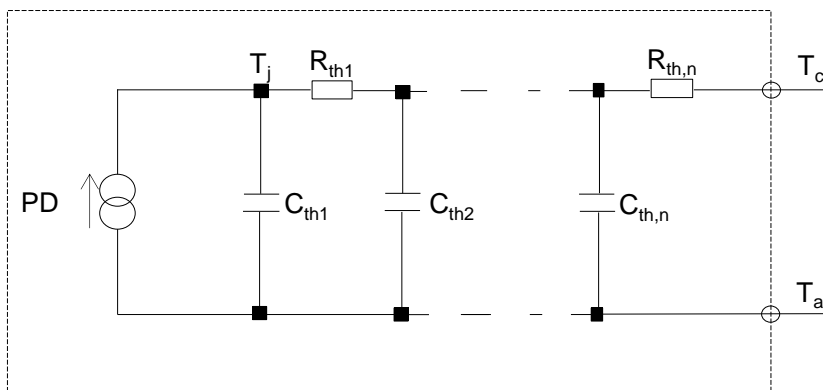 T_j
R_th1
R_th,n
T_c
PD
C_th1
C_th2
C_th,n
T_a